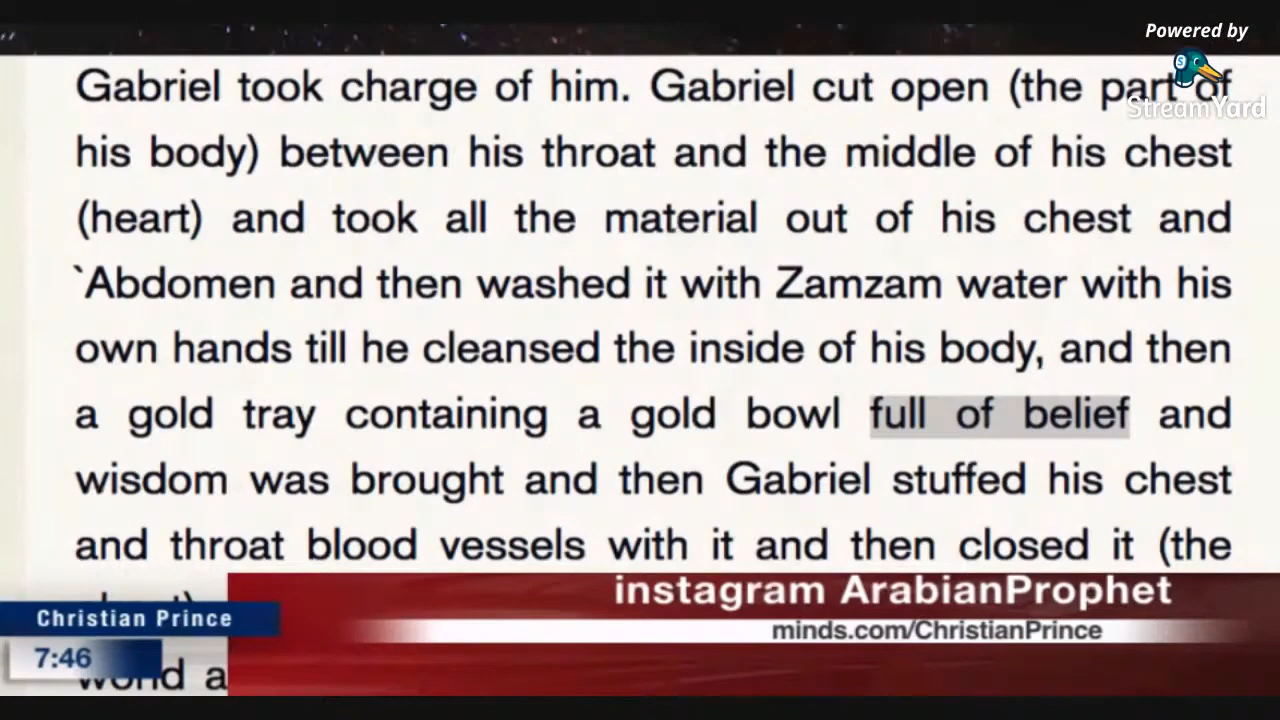 Powered by
StreamYard
Gabriel took charge of him. Gabriel cut open (the part of
his body) between his throat and the middle of his chest
(heart) and took all the material out of his chest and
`Abdomen and then washed it with Zamzam water with his
own hands till he cleansed the inside of his body, and then
a gold tray containing a gold bowl full of belief and
wisdom was brought and then Gabriel stuffed his chest
and throat blood vessels with it and then closed it (the
instagram ArabianProphet
Christian Prince
minds.com/ChristianPrince
7:46
world a